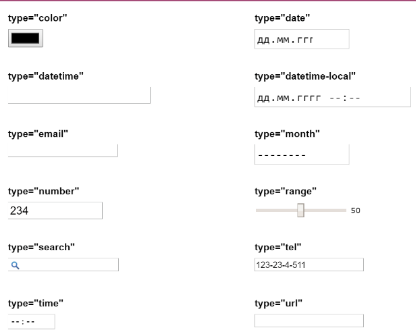 type="color" type="date"
дд.мм.ггг
type="datetime" type="datetime-local"
дд.мм.гггг --:--
type="email" type="month"
--------
type="number" type="range"
234 50
type="search" type="tel"
123-23-4-511
type="time" type="url"
--:--